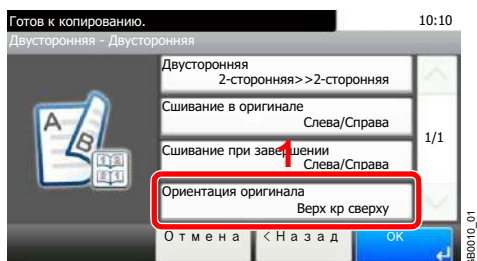 Готов к копированию. 10:10
Двусторонняя - Двусторонняя
Двусторонняя
2-сторонняя>>2-сторонняя
Сшивание в оригинале
Слева/Справа
1/1
Сшивание при завершении
Слева/Справа
1
Ориентация оригинала
Верх кр сверху
Отмена <Назад OK
A
B